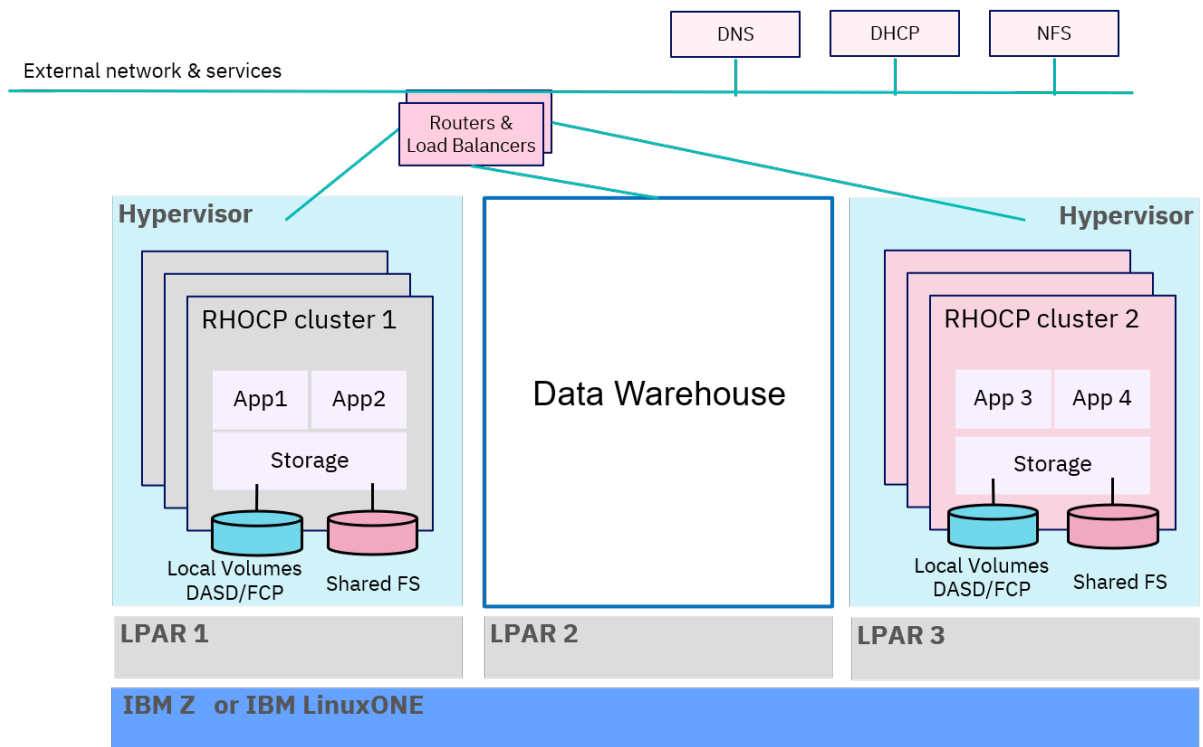 DNS
DHCP
NFS
External network & services
Routers &
Load Balancers
Hypervisor
RHOCP cluster 1
App1
App2
Storage
Local Volumes
DASD/FCP
Shared FS
Data Warehouse
Hypervisor
RHOCP cluster 2
App 3
App 4
Storage
Local Volumes
DASD/FCP
Shared FS
LPAR 1
LPAR 2
LPAR 3
IBM Z or IBM LinuxONE